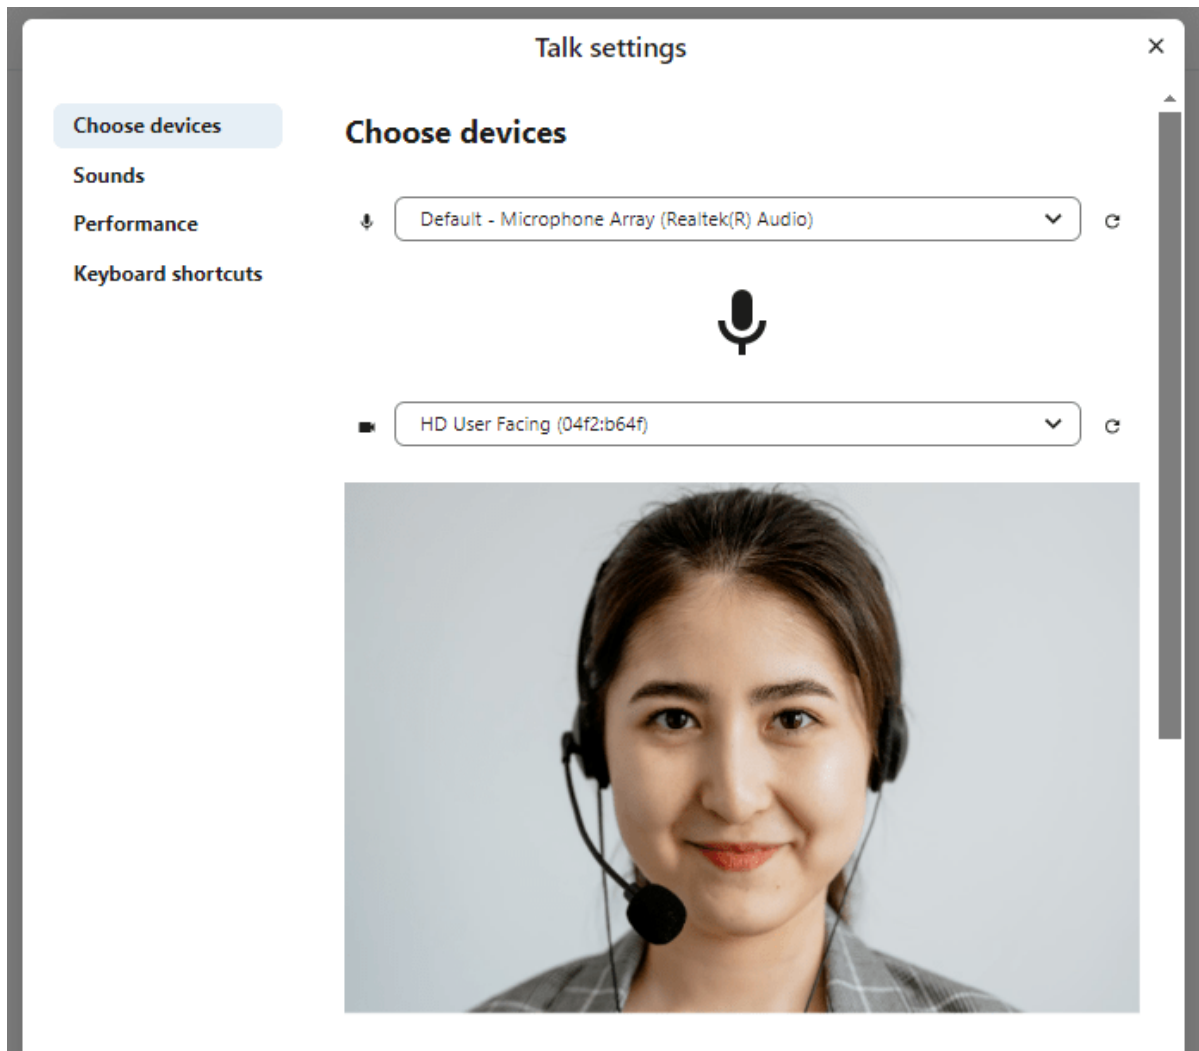 Talk settings
Choose devices
Sounds
Performance
Keyboard shortcuts
Choose devices
Default - Microphone Array (Realtek(R) Audio)
HD User Facing (04f2:b64f)